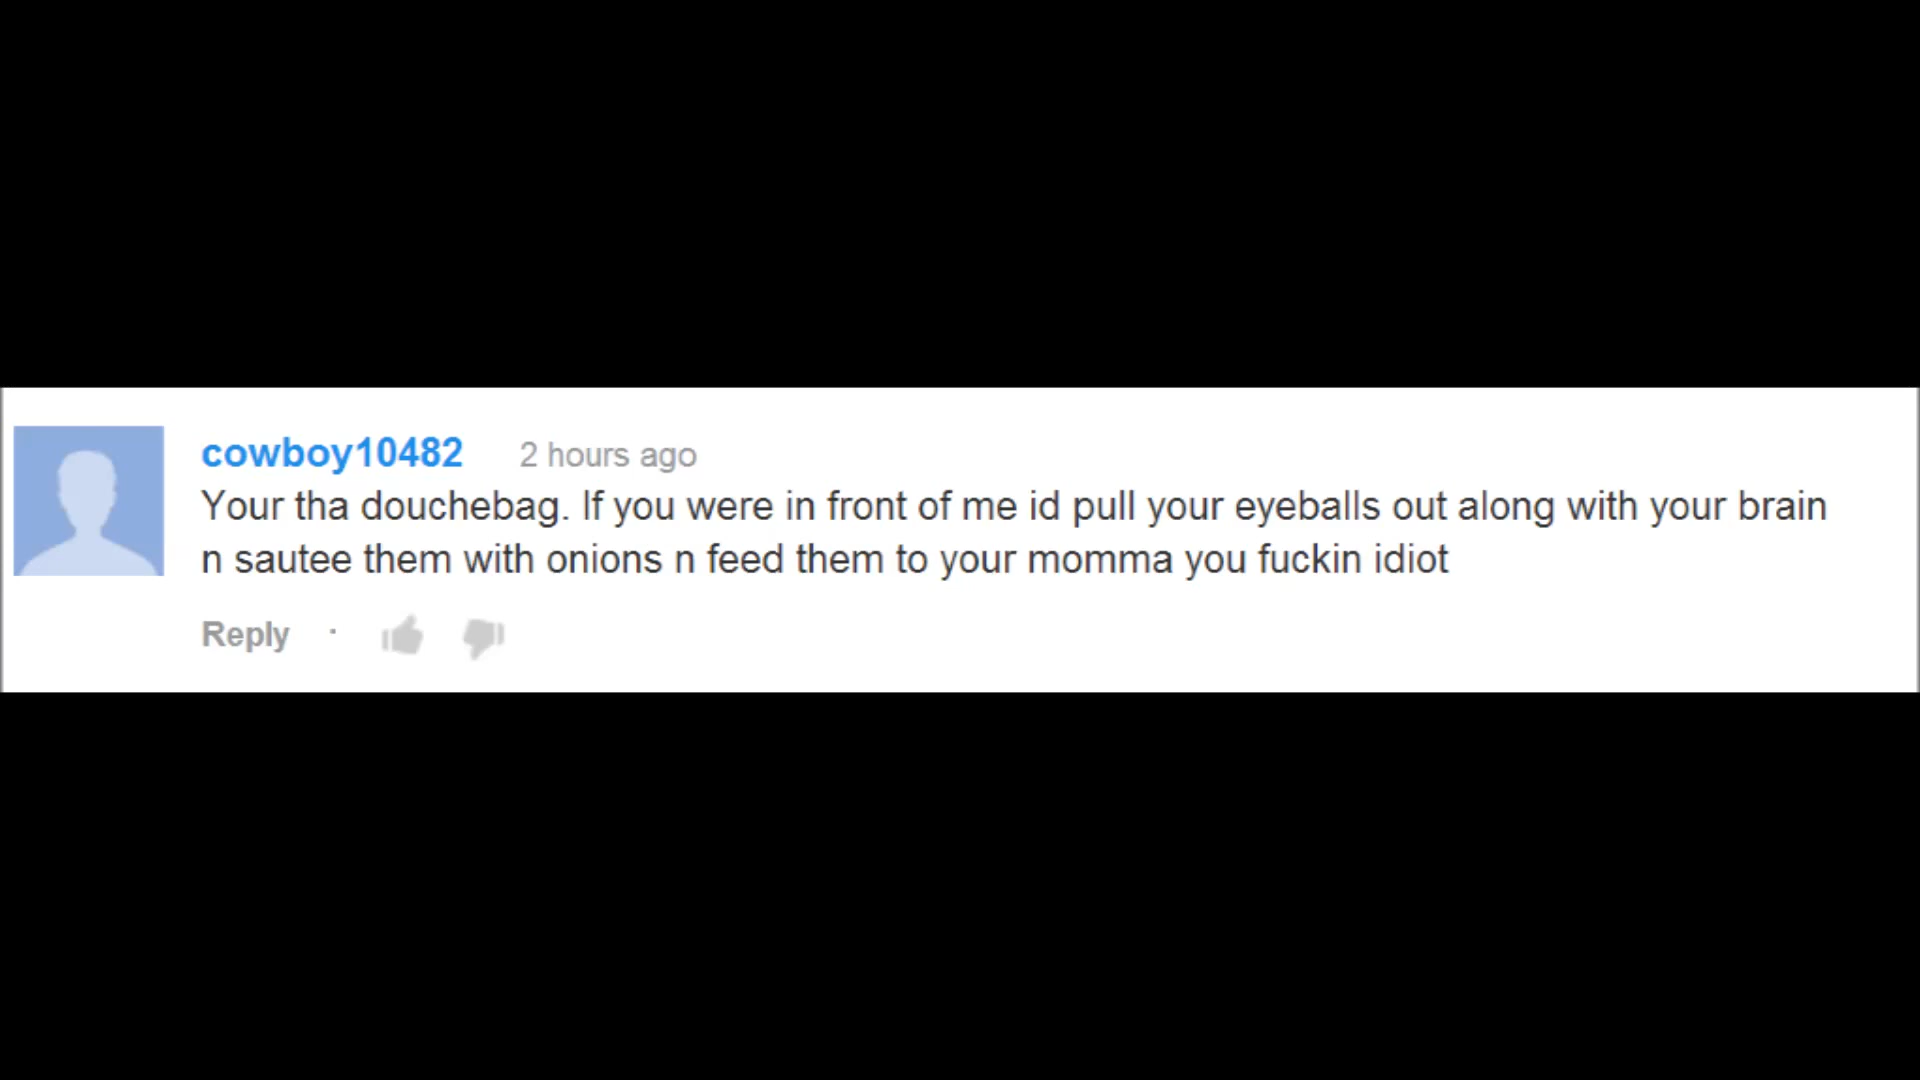 cowboy10482 2 hours ago
Your tha douchebag. If you were in front of me id pull your eyeballs out along with your brain
n sautee them with onions n feed them to your momma you fuckin idiot
Reply ·